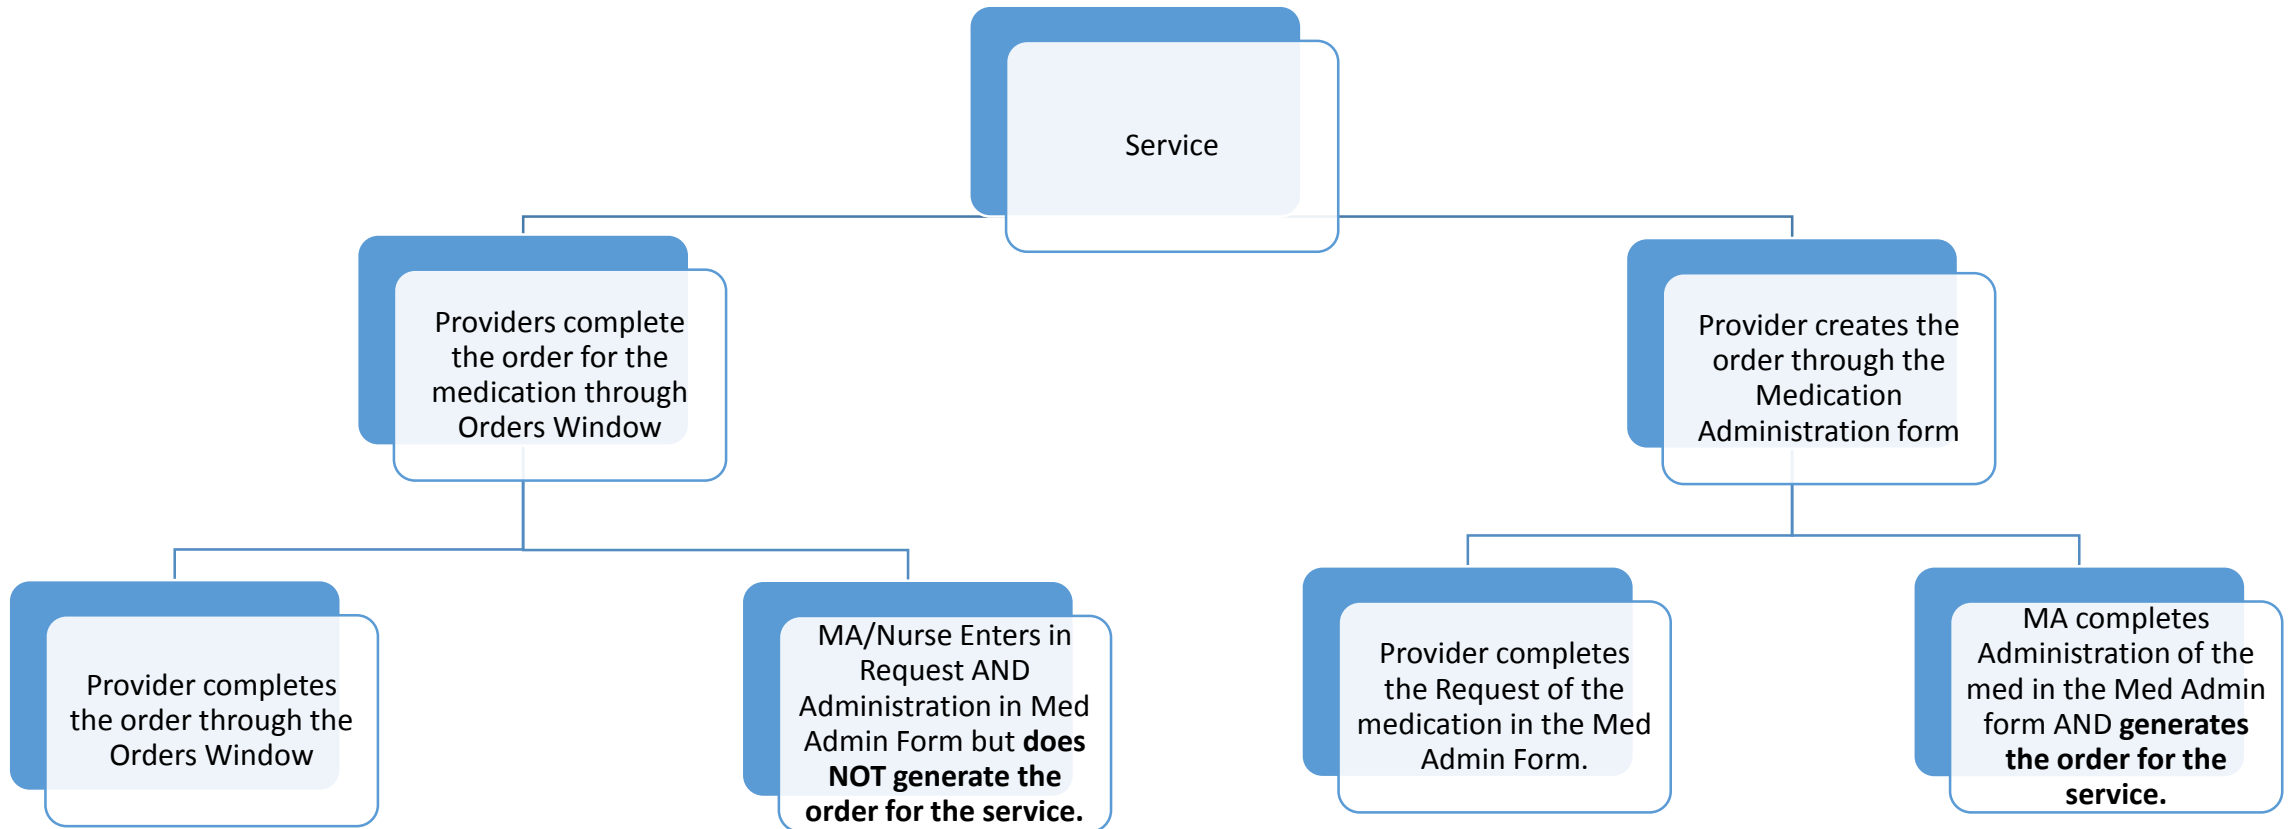 Service
Providers complete
the order for the
medication through
Orders Window
Provider creates the
order through the
Medication
Administration form
Provider completes
the order through the
Orders Window
MA/Nurse Enters in
Request AND
Administration in Med
Admin Form but does
NOT generate the
order for the service.
Provider completes
the Request of the
medication in the Med
Admin Form.
MA completes
Administration of the
med in the Med Admin
form AND generates
the order for the
service.